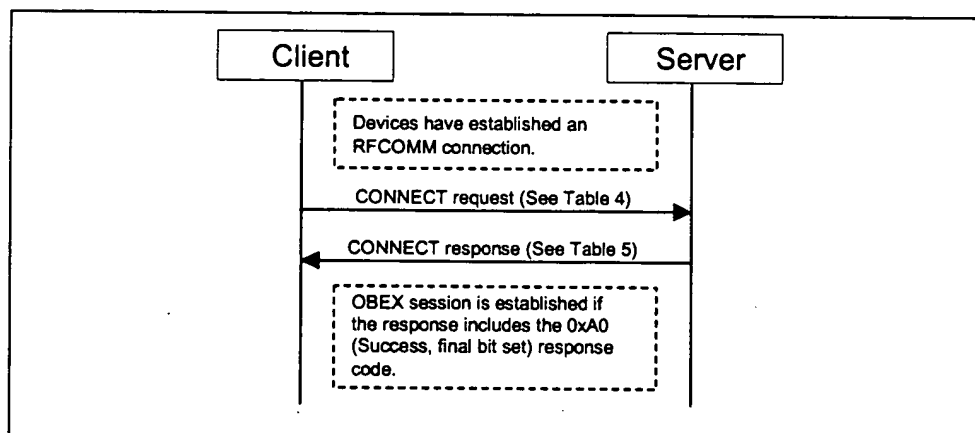 Client
Server
Devices have established an
RFCOMM connection.
CONNECT request (See Table 4)
CONNECT response (See Table 5)
OBEX session is established if
the response includes the 0xA0
(Success, final bit set) response
code.